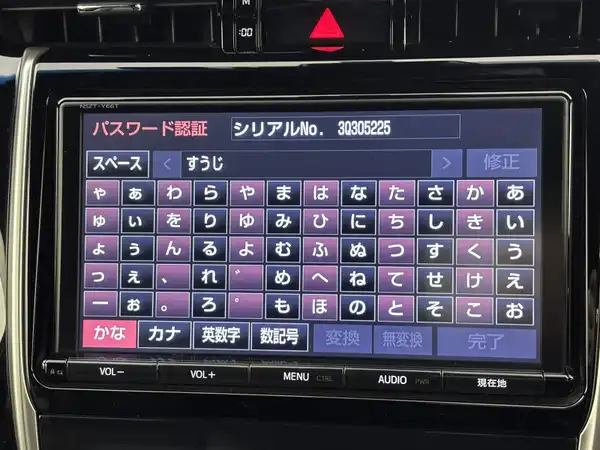 M
:00
NSZT-Y66T
パスワード認証 シリアルNo. 3Q305225
スペース < すうじ > 修正
ゃ ぁ わ ら や ま は な た さ か あ
ゅ ぃ を り ゆ み ひ に ち し き い
ょ ぅ ん る よ む ふ ぬ つ す く う
っ ぇ 、 れ ゛ め へ ね て せ け え
ー ぉ 。 ろ ゜ も ほ の と そ こ お
かな カナ 英数字 数記号 変換 無変換 完了
VOL− VOL+ MENU CTRL AUDIO PWR 現在地